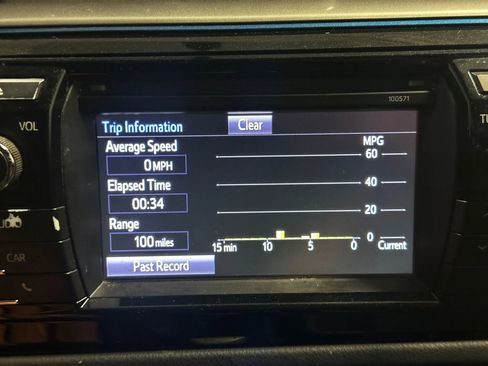 100571
VOL
Trip Information Clear
Average Speed MPG
0 MPH 60
Elapsed Time 40
00:34
Range 20
100 miles 0
15 min 10 5 0 Current
Past Record
CAR